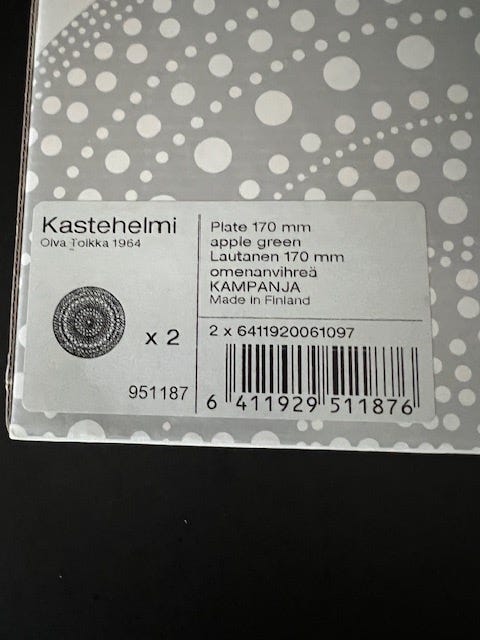 Kastehelmi
Oiva Toikka 1964
x 2
951187
Plate 170 mm
apple green
Lautanen 170 mm
omenanvihreä
KAMPANJA
Made in Finland
2 x 6411920061097
6 411929 511876